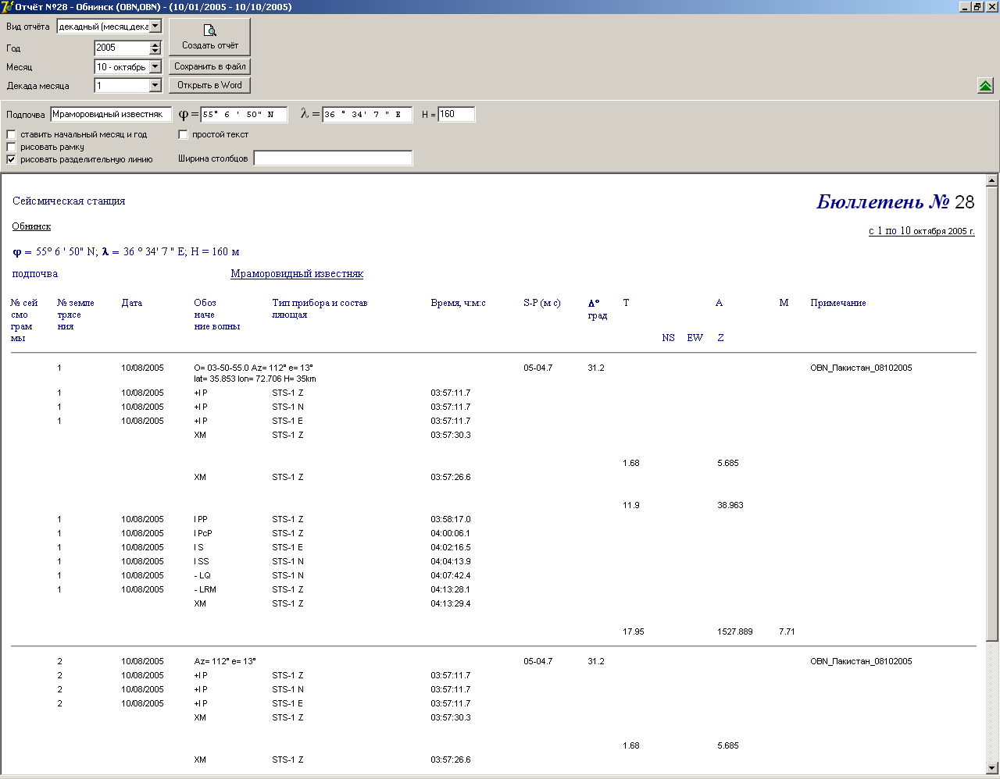 Отчёт №28 - Обнинск (OBN,OBN) - (10/01/2005 - 10/10/2005)
Вид отчёта декадный (месяц,дека
Создать отчёт
Год 2005
Месяц 10 - октябрь Сохранить в файл
Декада месяца 1 Открыть в Word
Подпочва Мраморовидный известняк φ = 55° 6 ' 50" N λ = 36 ° 34' 7 " E H = 160
ставить начальный месяц и год простой текст
рисовать рамку
рисовать разделительную линию Ширина столбцов
Сейсмическая станция Бюллетень № 28
Обнинск с 1 по 10 октября 2005 г.
φ = 55° 6 ' 50" N; λ = 36 ° 34' 7 " E; H = 160 м
подпочва Мраморовидный известняк
№ сей № земле Дата Обоз Тип прибора и состав Время, ч:м:с S-P (м с) Δ° T A M Примечание
смо трясе наче ляющая град
грам ния ние волны
мы NS EW Z
1 10/08/2005 O= 03-50-55.0 Az= 112° e= 13° 05-04.7 31.2 OBN_Пакистан_08102005
lat= 35.853 lon= 72.706 H= 35km
1 10/08/2005 +I P STS-1 Z 03:57:11.7
1 10/08/2005 +I P STS-1 N 03:57:11.7
1 10/08/2005 +I P STS-1 E 03:57:11.7
XM STS-1 Z 03:57:30.3
1.68 5.685
XM STS-1 Z 03:57:26.6
11.9 38.963
1 10/08/2005 I PP STS-1 Z 03:58:17.0
1 10/08/2005 I PcP STS-1 Z 04:00:06.1
1 10/08/2005 I S STS-1 E 04:02:16.5
1 10/08/2005 I SS STS-1 N 04:04:13.9
1 10/08/2005 - LQ STS-1 N 04:07:42.4
1 10/08/2005 - LRM STS-1 Z 04:13:28.1
XM STS-1 Z 04:13:29.4
17.95 1527.889 7.71
2 10/08/2005 Az= 112° e= 13° 05-04.7 31.2 OBN_Пакистан_08102005
2 10/08/2005 +I P STS-1 Z 03:57:11.7
2 10/08/2005 +I P STS-1 N 03:57:11.7
2 10/08/2005 +I P STS-1 E 03:57:11.7
XM STS-1 Z 03:57:30.3
1.68 5.685
XM STS-1 Z 03:57:26.6